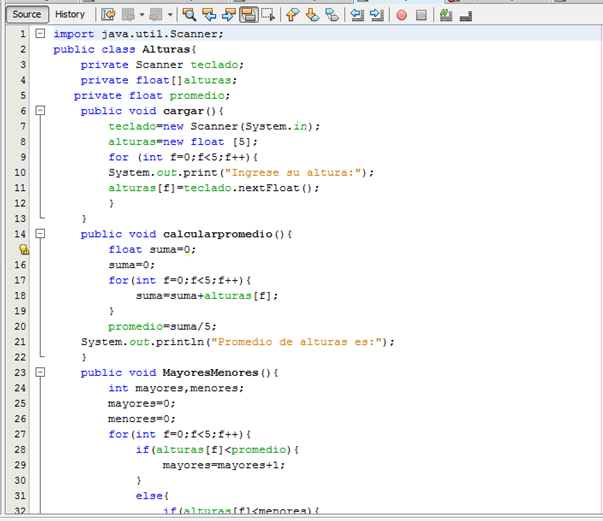 Source History
1 import java.util.Scanner;
2 public class Alturas{
3 private Scanner teclado;
4 private float[]alturas;
5 private float promedio;
6 public void cargar(){
7 teclado=new Scanner(System.in);
8 alturas=new float [5];
9 for (int f=0;f<5;f++){
10 System.out.print("Ingrese su altura:");
11 alturas[f]=teclado.nextFloat();
12 }
13 }
14 public void calcularpromedio(){
float suma=0;
16 suma=0;
17 for(int f=0;f<5;f++){
18 suma=suma+alturas[f];
19 }
20 promedio=suma/5;
21 System.out.println("Promedio de alturas es:");
22 }
23 public void MayoresMenores(){
24 int mayores,menores;
25 mayores=0;
26 menores=0;
27 for(int f=0;f<5;f++){
28 if(alturas[f]<promedio){
29 mayores=mayores+1;
30 }
31 else{
32 if(alturas[f]<menores){